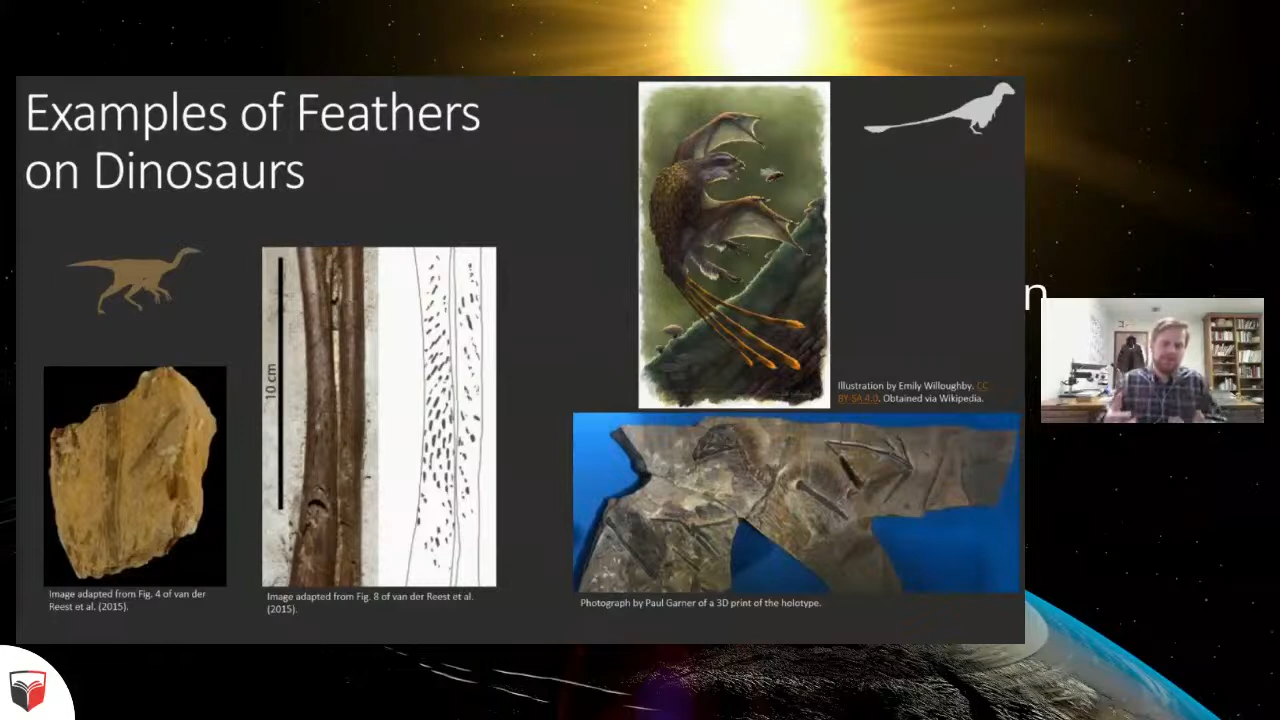 Examples of Feathers
on Dinosaurs
10 cm
Image adapted from Fig. 4 of van der
Reest et al. (2015).
Image adapted from Fig. 8 of van der Reest et al.
(2015).
Illustration by Emily Willoughby. CC
BY-SA 4.0. Obtained via Wikipedia.
Photograph by Paul Garner of a 3D print of the holotype.
n